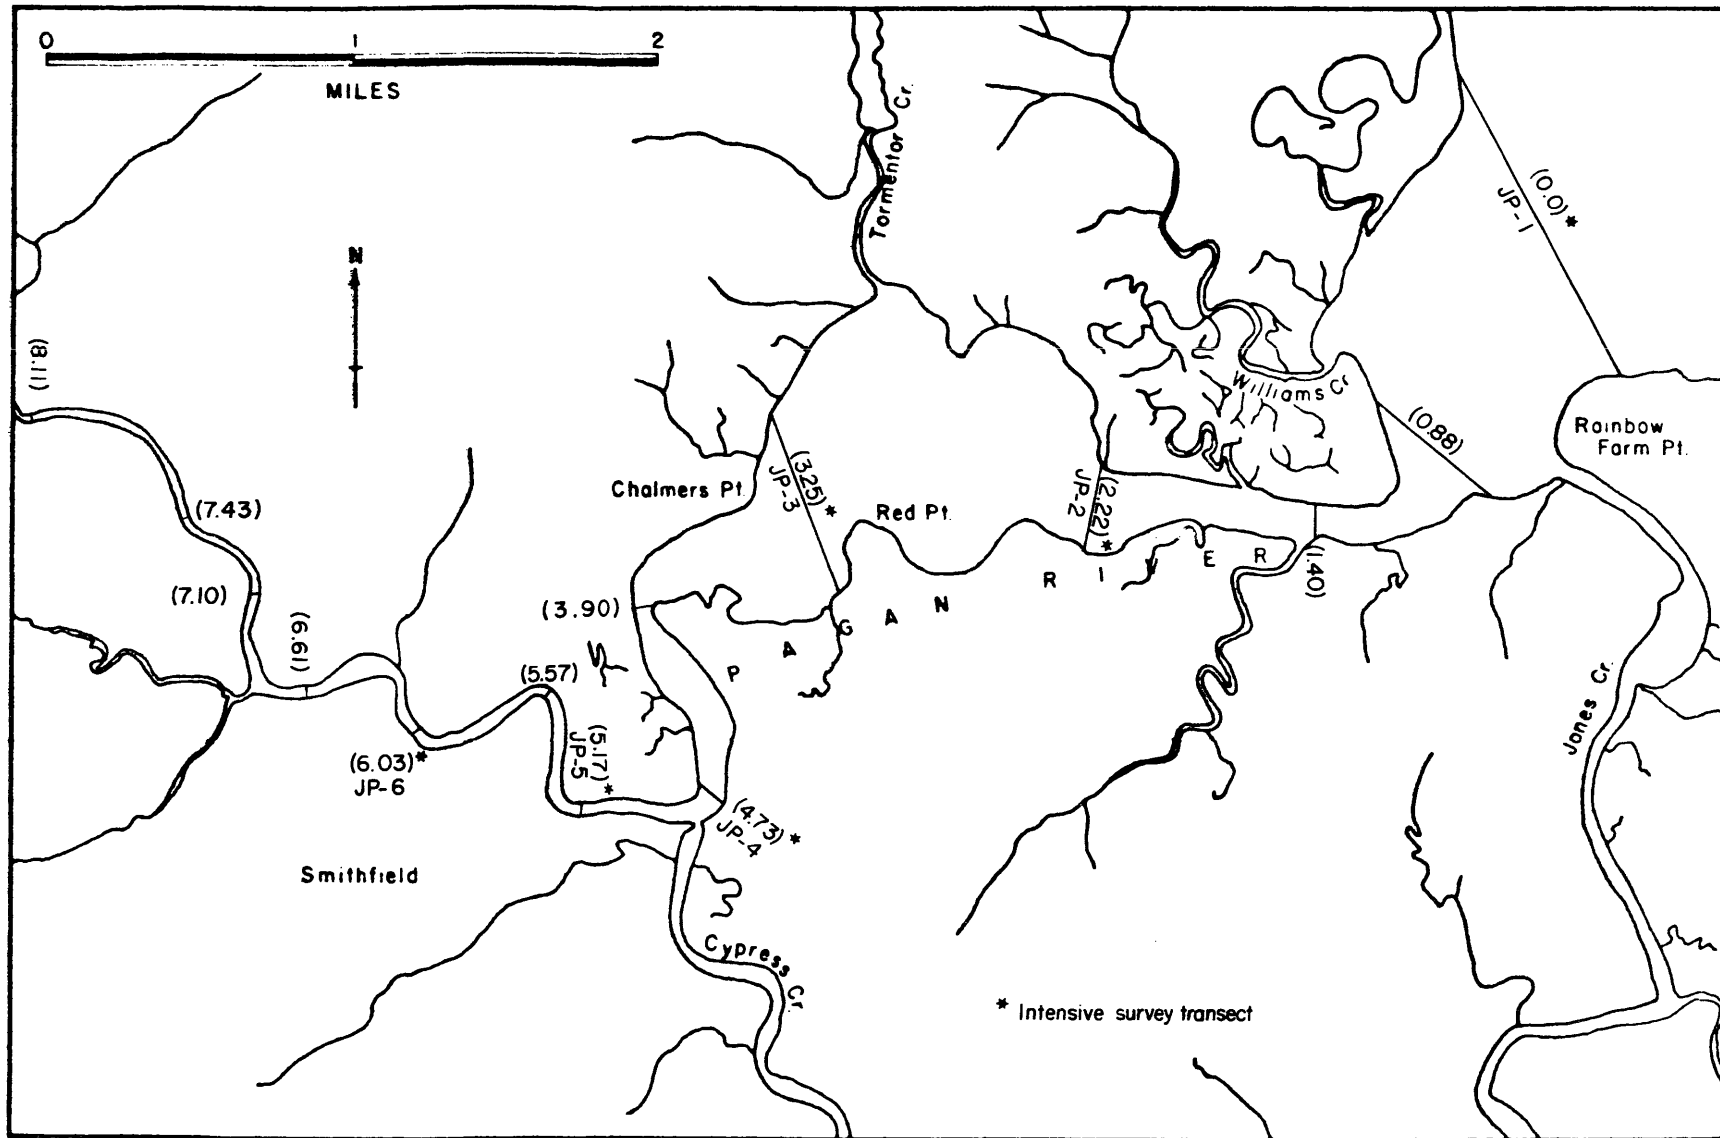 0 1 2
MILES
N
Tormentor Cr.
(0.0)*
JP-1
(8.11)
Williams Cr
(0.88)
Rainbow
Farm Pt.
(7.43)
Chalmers Pt.
(3.25)*
JP-3
Red Pt.
(2.22)*
JP-2
(1.40)
(7.10)
(3.90)
PAGAN RIVER
(6.61)
(5.57)
(5.17)*
JP-5
(6.03)*
JP-6
(4.73)*
JP-4
Jones Cr.
Smithfield
Cypress Cr.
* Intensive survey transect